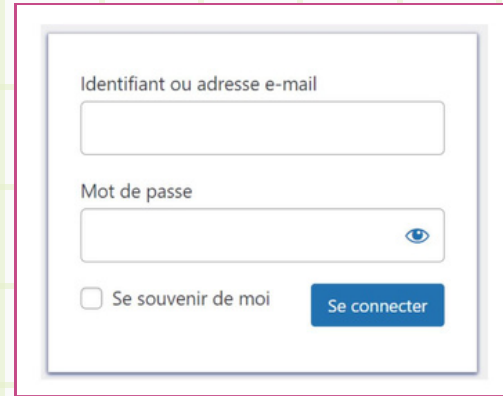 Identifiant ou adresse e-mail
Mot de passe
Se souvenir de moi
Se connecter